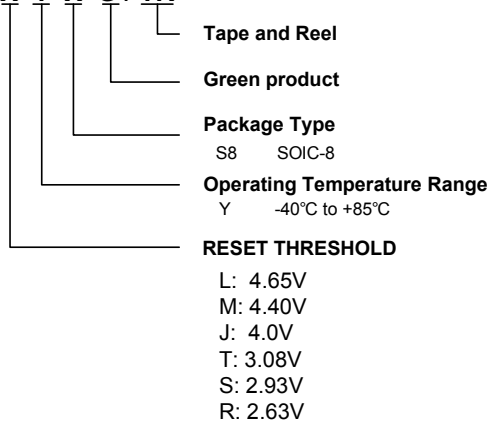 Tape and Reel
Green product
Package Type
S8 SOIC-8
Operating Temperature Range
Y -40℃ to +85℃
RESET THRESHOLD
L: 4.65V
M: 4.40V
J: 4.0V
T: 3.08V
S: 2.93V
R: 2.63V